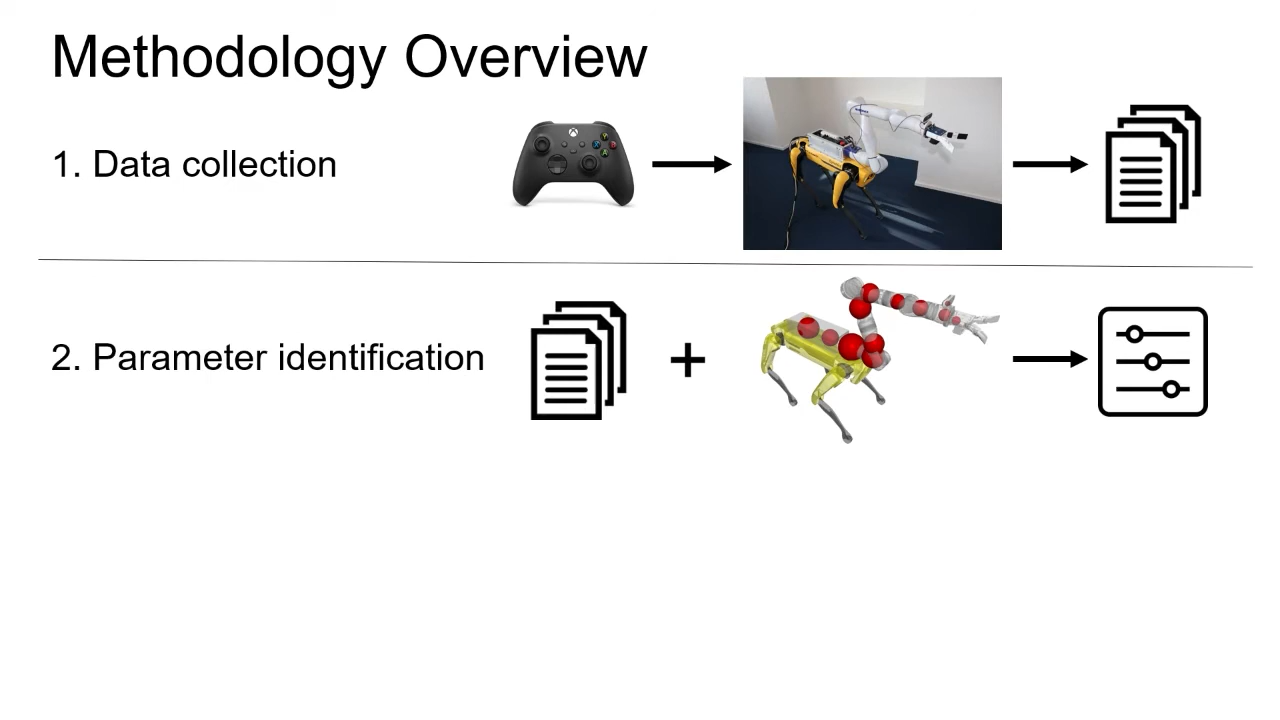 Methodology Overview
1. Data collection
2. Parameter identification
+